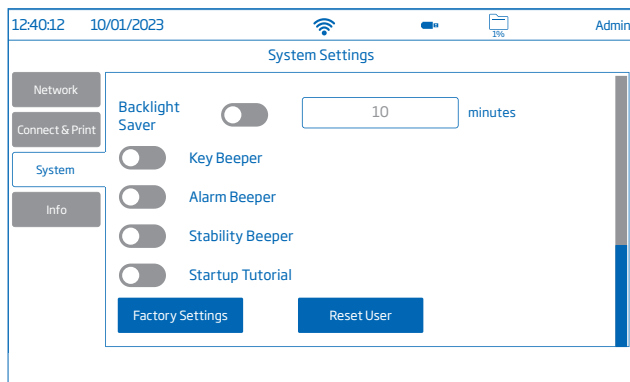 12:40:12 10/01/2023 1% Admin
System Settings
Network
Connect & Print
System
Info
Backlight
Saver
10 minutes
Key Beeper
Alarm Beeper
Stability Beeper
Startup Tutorial
Factory Settings Reset User